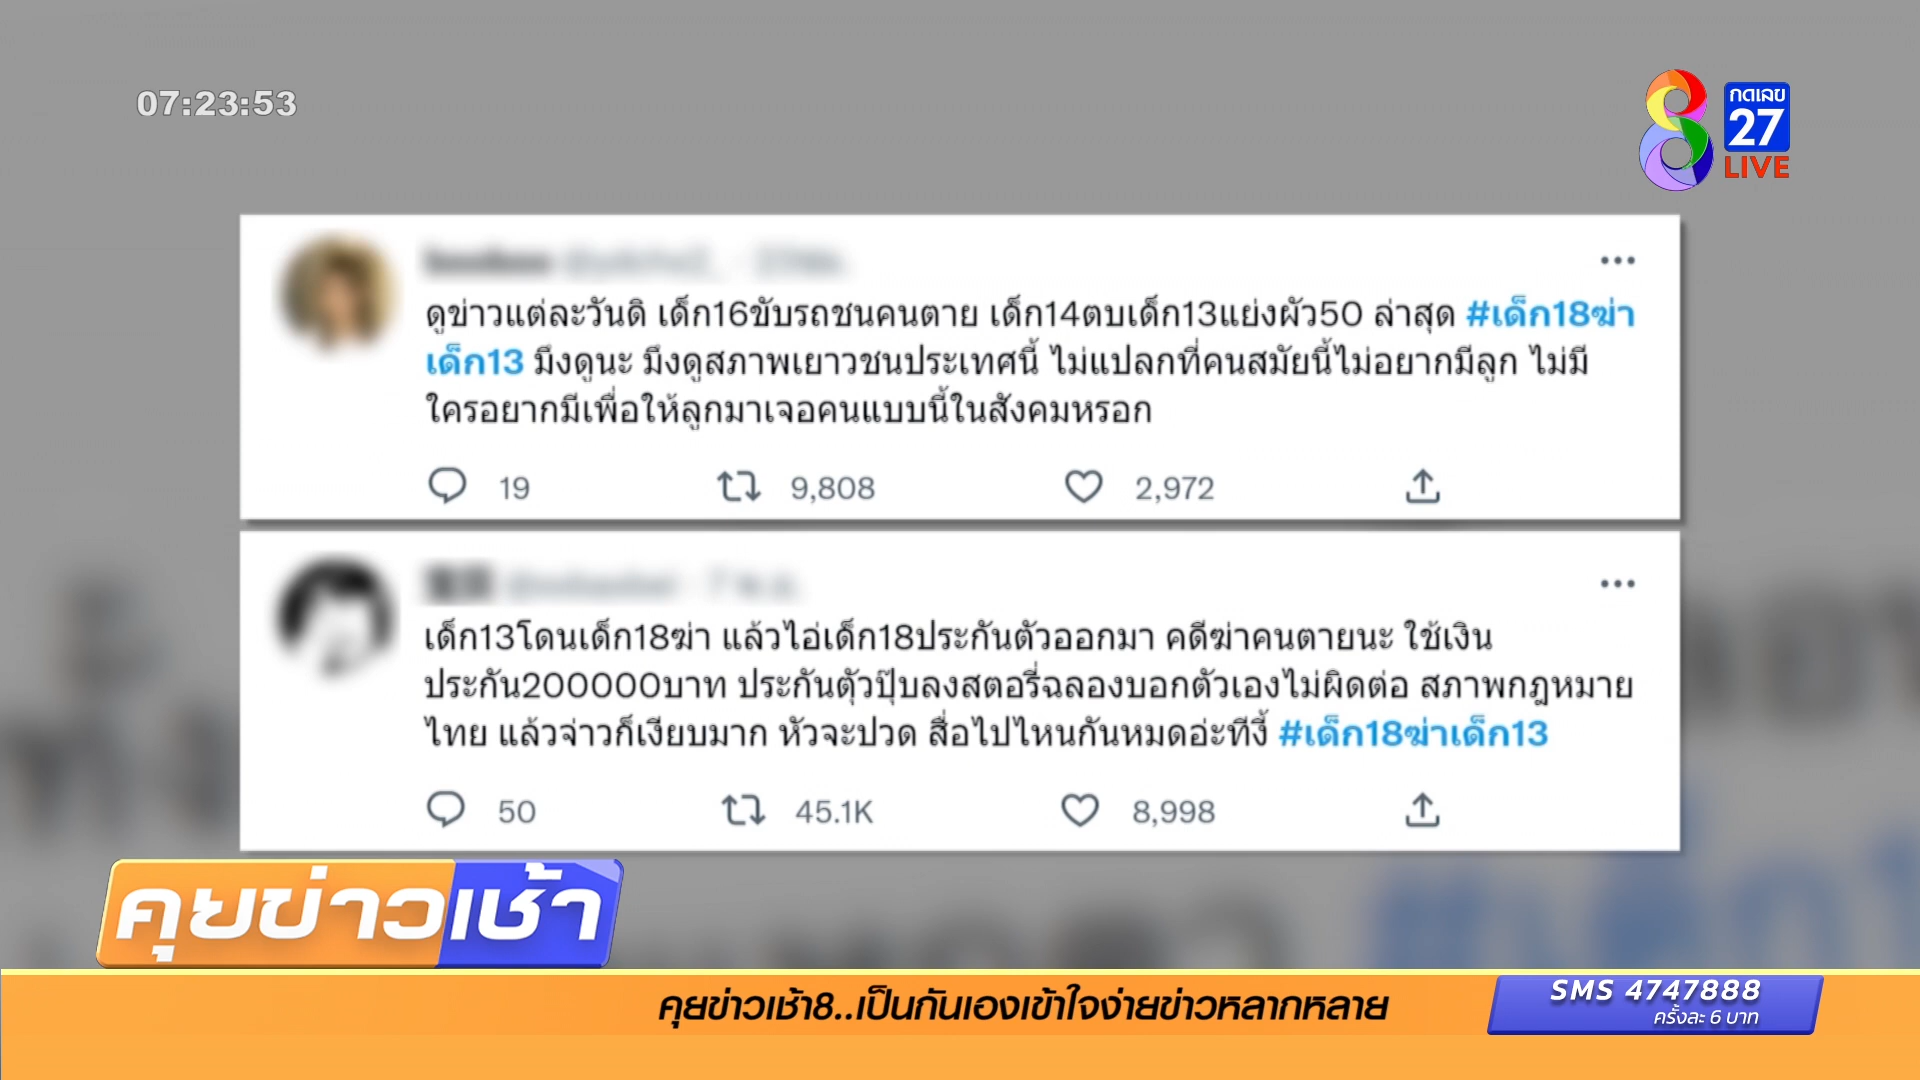 07:23:53
กดเลข
27
LIVE
ดูข่าวแต่ละวันดิ เด็ก16ขับรถชนคนตาย เด็ก14ตบเด็ก13แย่งผัว50 ล่าสุด #เด็ก18ฆ่า
เด็ก13 มึงดูนะ มึงดูสภาพเยาวชนประเทศนี้ ไม่แปลกที่คนสมัยนี้ไม่อยากมีลูก ไม่มี
ใครอยากมีเพื่อให้ลูกมาเจอคนแบบนี้ในสังคมหรอก
19 9,808 2,972
เด็ก13โดนเด็ก18ฆ่า แล้วไอ่เด็ก18ประกันตัวออกมา คดีฆ่าคนตายนะ ใช้เงิน
ประกัน200000บาท ประกันตัวปุ๊บลงสตอรี่ฉลองบอกตัวเองไม่ผิดต่อ สภาพกฎหมาย
ไทย แล้วจ่าวก็เงียบมาก หัวจะปวด สื่อไปไหนกันหมดอ่ะทีงี้ #เด็ก18ฆ่าเด็ก13
50 45.1K 8,998
คุยข่าวเช้า
คุยข่าวเช้า8..เป็นกันเองเข้าใจง่ายข่าวหลากหลาย
SMS 4747888
ครั้งละ 6 บาท